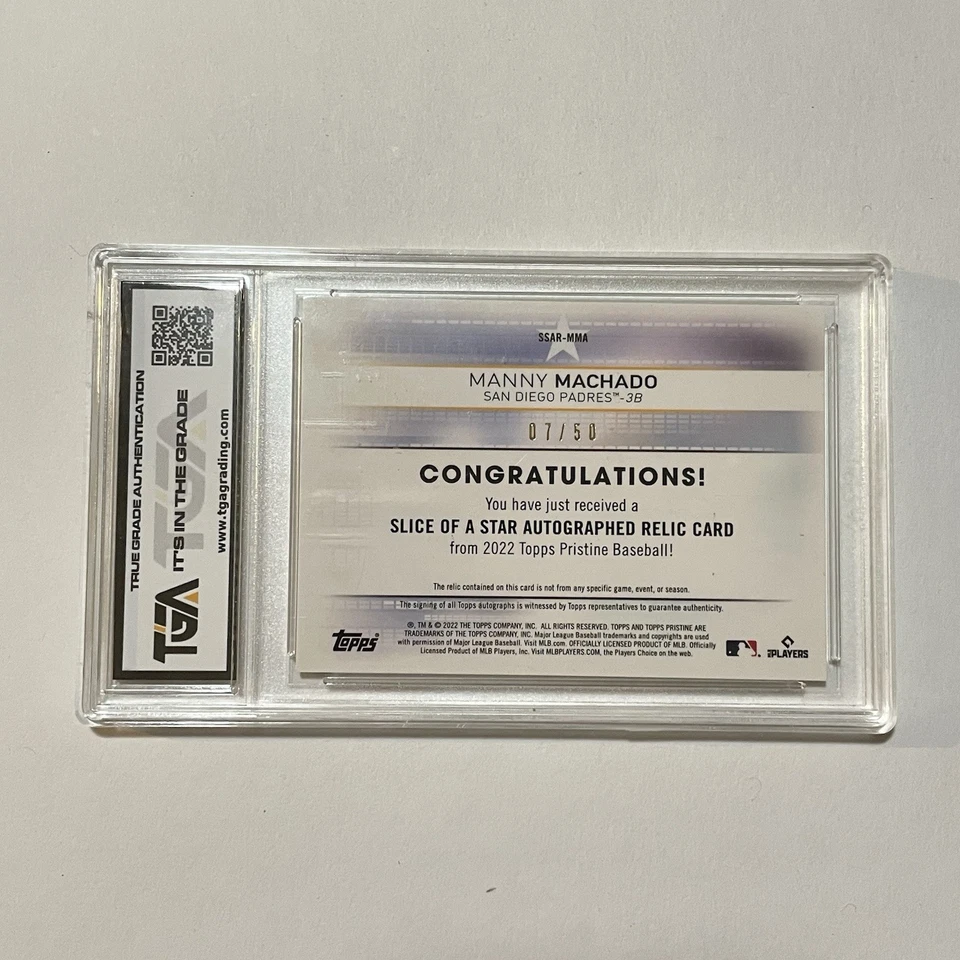 TRUE GRADE AUTHENTICATION
TGA
IT'S IN THE GRADE
TGA
www.tgagrading.com
SSAR-MMA
MANNY MACHADO
SAN DIEGO PADRES™-3B
07/50
CONGRATULATIONS!
You have just received a
SLICE OF A STAR AUTOGRAPHED RELIC CARD
from 2022 Topps Pristine Baseball!
The relic contained on this card is not from any specific game, event, or season.
The signing of all Topps autographs is witnessed by Topps representatives to guarantee authenticity.
®, TM & © 2022 THE TOPPS COMPANY, INC. ALL RIGHTS RESERVED. TOPPS AND TOPPS PRISTINE ARE
TRADEMARKS OF THE TOPPS COMPANY, INC. Major League Baseball trademarks and copyrights are used
with permission of Major League Baseball. Visit MLB.com. OFFICIALLY LICENSED PRODUCT OF MLB. Officially
Licensed Product of MLB Players, Inc. Visit MLBPLAYERS.COM, the Players Choice on the web.
Topps®
MLB PLAYERS